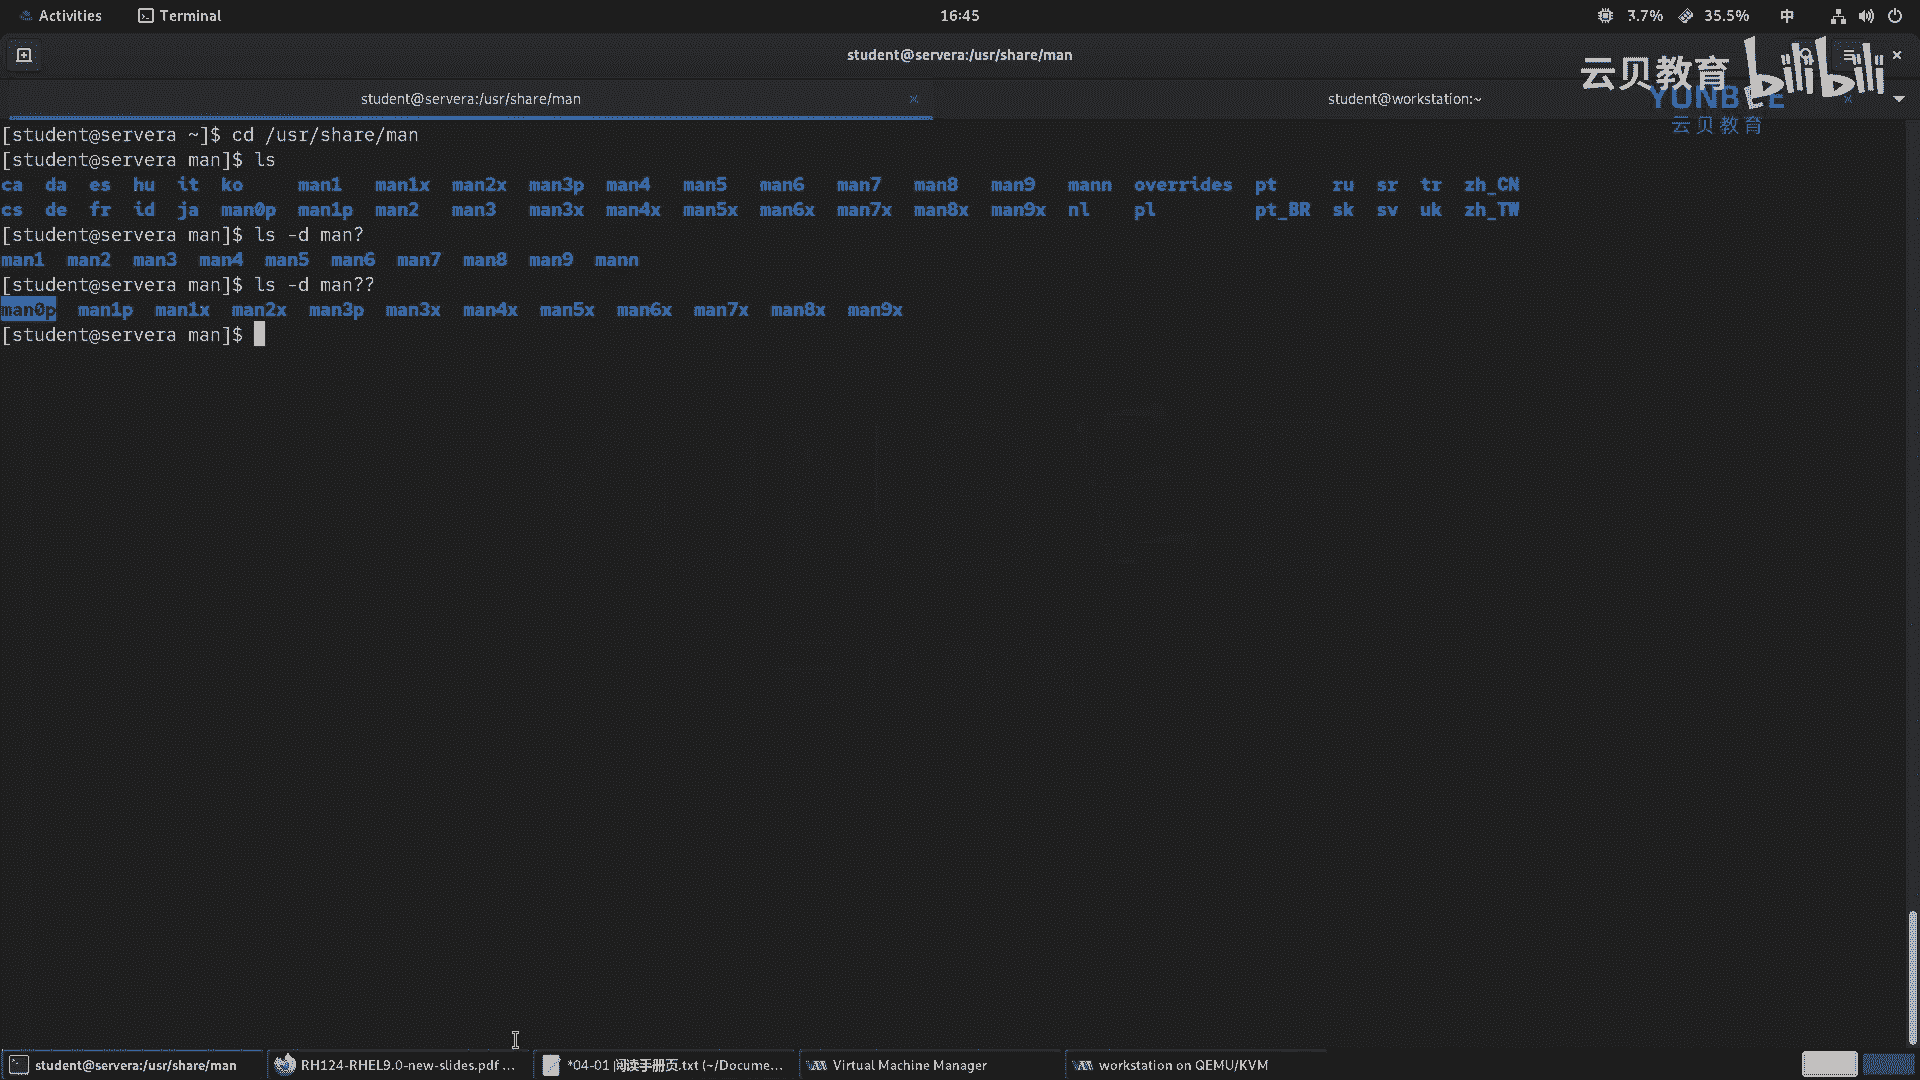 Activities Terminal 16:45 3.7% 35.5% 中
student@servera:/usr/share/man
云贝教育 bilibili
student@servera:/usr/share/man student@workstation:~
云贝教育
[student@servera ~]$ cd /usr/share/man
[student@servera man]$ ls
ca da es hu it ko man1 man1x man2x man3p man4 man5 man6 man7 man8 man9 mann overrides pt ru sr tr zh_CN
cs de fr id ja man0p man1p man2 man3 man3x man4x man5x man6x man7x man8x man9x nl pl pt_BR sk sv uk zh_TW
[student@servera man]$ ls -d man?
man1 man2 man3 man4 man5 man6 man7 man8 man9 mann
[student@servera man]$ ls -d man??
man0p man1p man1x man2x man3p man3x man4x man5x man6x man7x man8x man9x
[student@servera man]$
student@servera:/usr/share/man RH124-RHEL9.0-new-slides.pdf ... *04-01 阅读手册页.txt (~/Docume... Virtual Machine Manager workstation on QEMU/KVM